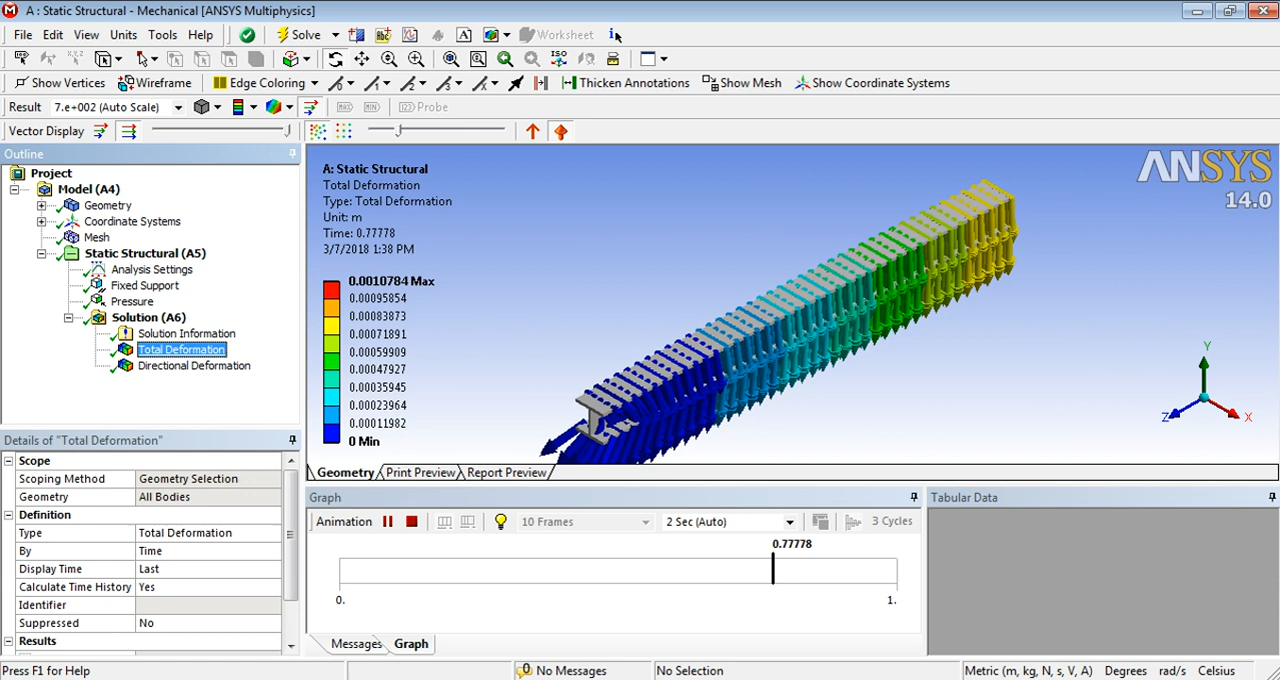 A : Static Structural - Mechanical [ANSYS Multiphysics]
File Edit View Units Tools Help Solve Worksheet
Show Vertices Wireframe Edge Coloring Thicken Annotations Show Mesh Show Coordinate Systems
Result 7.e+002 (Auto Scale) Probe
Vector Display
Outline
Project
Model (A4)
Geometry
Coordinate Systems
Mesh
Static Structural (A5)
Analysis Settings
Fixed Support
Pressure
Solution (A6)
Solution Information
Total Deformation
Directional Deformation
A: Static Structural
Total Deformation
Type: Total Deformation
Unit: m
Time: 0.77778
3/7/2018 1:38 PM
0.0010784 Max
0.00095854
0.00083873
0.00071891
0.00059909
0.00047927
0.00035945
0.00023964
0.00011982
0 Min
ANSYS
14.0
Y
Z X
Geometry Print Preview Report Preview
Details of "Total Deformation"
Scope
Scoping Method Geometry Selection
Geometry All Bodies
Definition
Type Total Deformation
By Time
Display Time Last
Calculate Time History Yes
Identifier
Suppressed No
Results
Graph
Animation 10 Frames 2 Sec (Auto) 3 Cycles
0.77778
0. 1.
Messages Graph
Tabular Data
Press F1 for Help 0 No Messages No Selection Metric (m, kg, N, s, V, A) Degrees rad/s Celsius